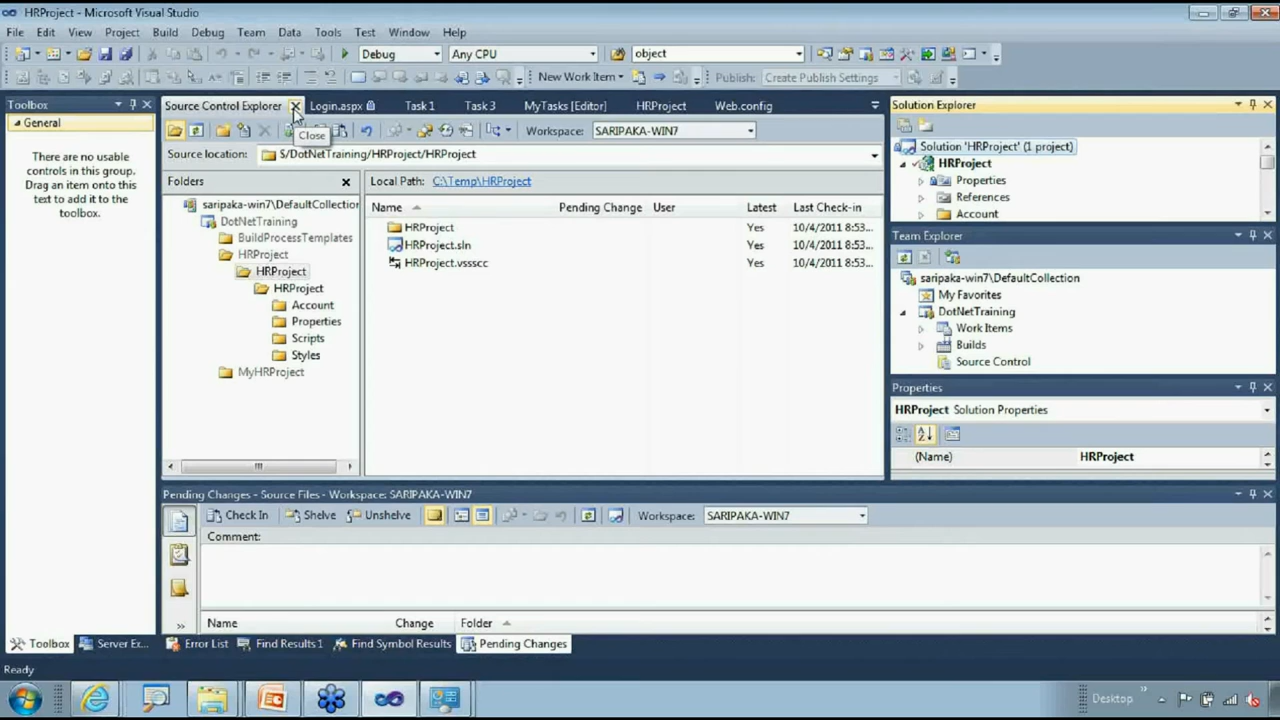 HRProject - Microsoft Visual Studio
File Edit View Project Build Debug Team Data Tools Test Window Help
Debug Any CPU object
New Work Item Publish: Create Publish Settings
Toolbox
General
There are no usable
controls in this group.
Drag an item onto this
text to add it to the
toolbox.
Source Control Explorer Login.aspx Task 1 Task 3 MyTasks [Editor] HRProject Web.config
Close
Workspace: SARIPAKA-WIN7
Source location: $/DotNetTraining/HRProject/HRProject
Folders
saripaka-win7\DefaultCollection
DotNetTraining
BuildProcessTemplates
HRProject
HRProject
HRProject
Account
Properties
Scripts
Styles
MyHRProject
Local Path: C:\Temp\HRProject
Name Pending Change User Latest Last Check-in
HRProject Yes 10/4/2011 8:53...
HRProject.sln Yes 10/4/2011 8:53...
HRProject.vssscc Yes 10/4/2011 8:53...
Solution Explorer
Solution 'HRProject' (1 project)
HRProject
Properties
References
Account
Team Explorer
saripaka-win7\DefaultCollection
My Favorites
DotNetTraining
Work Items
Builds
Source Control
Properties
HRProject Solution Properties
(Name) HRProject
Pending Changes - Source Files - Workspace: SARIPAKA-WIN7
Check In Shelve Unshelve Workspace: SARIPAKA-WIN7
Comment:
Name Change Folder
Toolbox Server Ex... Error List Find Results 1 Find Symbol Results Pending Changes
Ready
Desktop